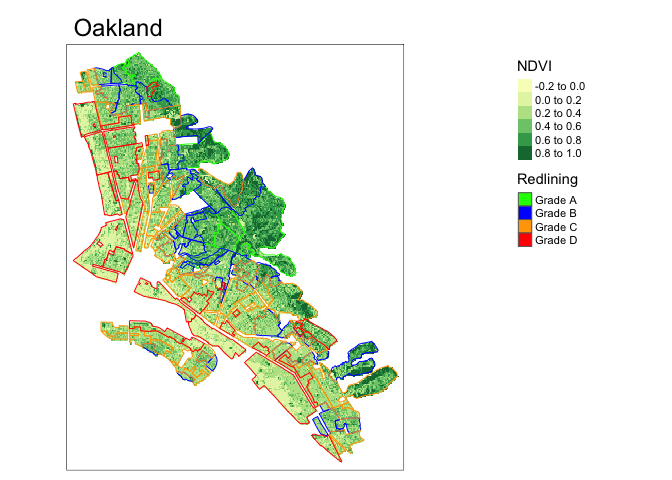 Oakland
NDVI
-0.2 to 0.0
0.0 to 0.2
0.2 to 0.4
0.4 to 0.6
0.6 to 0.8
0.8 to 1.0
Redlining
Grade A
Grade B
Grade C
Grade D